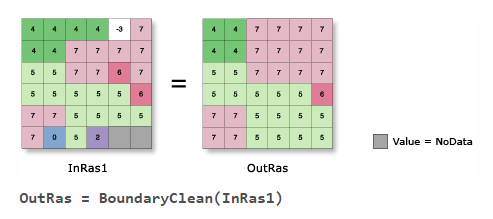 4 4 4 4 -3 7
4 4 7 7 7 7
5 5 7 7 6 7
5 5 5 5 5 6
7 7 5 5 5 5
7 0 5 2
=
4 4 7 7 7 7
4 4 7 7 7 7
5 5 7 7 7 7
5 5 5 5 5 6
7 7 5 5 5 5
7 7 5 5 5 5
Value = NoData
InRas1
OutRas
OutRas = BoundaryClean(InRas1)